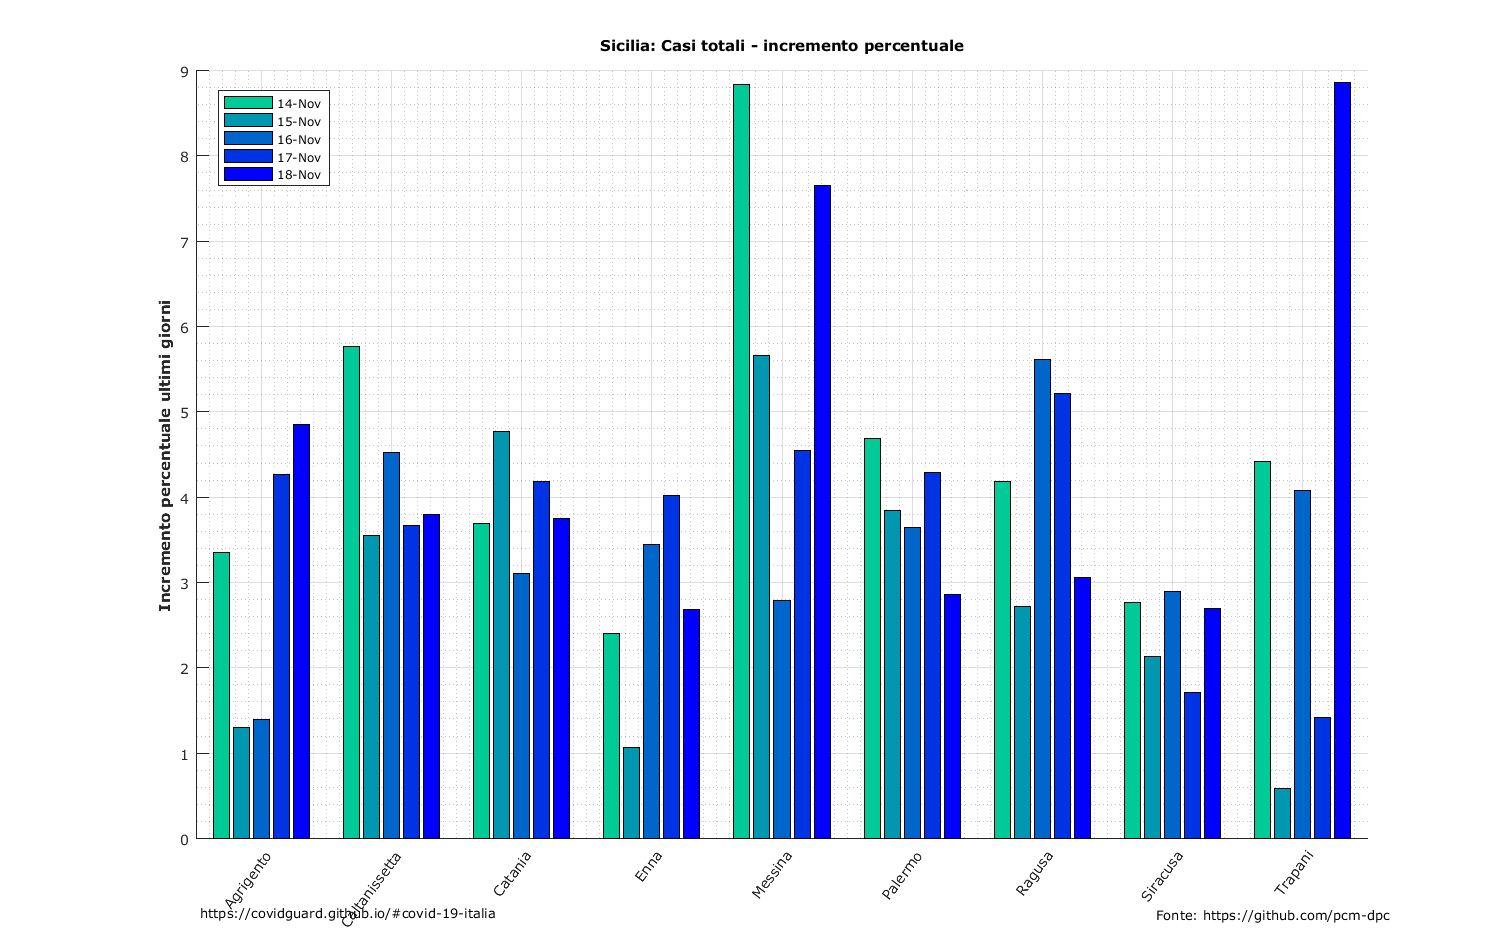 Sicilia: Casi totali - incremento percentuale
9
8
7
6
5
4
3
2
1
0
Incremento percentuale ultimi giorni
14-Nov
15-Nov
16-Nov
17-Nov
18-Nov
Agrigento
Caltanissetta
Catania
Enna
Messina
Palermo
Ragusa
Siracusa
Trapani
https://covidguard.github.io/#covid-19-italia
Fonte: https://github.com/pcm-dpc